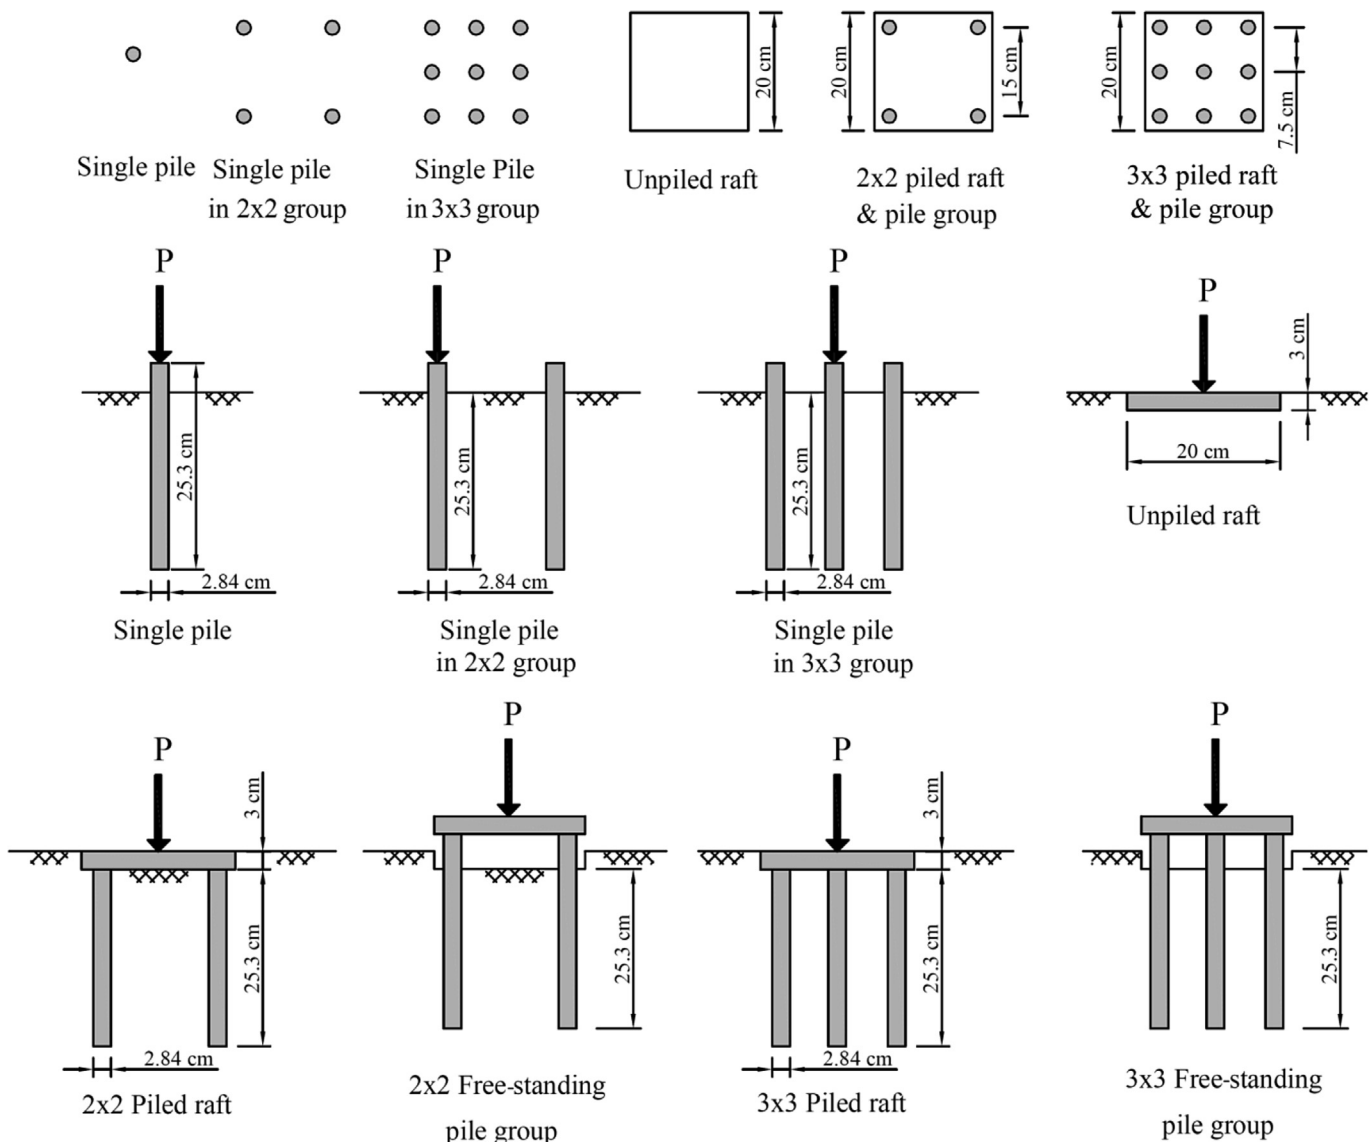 20 cm
20 cm
15 cm
20 cm
7.5 cm
Single pile
Single pile
in 2x2 group
Single Pile
in 3x3 group
Unpiled raft
2x2 piled raft
& pile group
3x3 piled raft
& pile group
P
P
P
P
25.3 cm
2.84 cm
25.3 cm
2.84 cm
25.3 cm
2.84 cm
3 cm
20 cm
Single pile
Single pile
in 2x2 group
Single pile
in 3x3 group
Unpiled raft
P
P
P
P
3 cm
25.3 cm
2.84 cm
25.3 cm
3 cm
25.3 cm
2.84 cm
25.3 cm
2x2 Piled raft
2x2 Free-standing
pile group
3x3 Piled raft
3x3 Free-standing
pile group